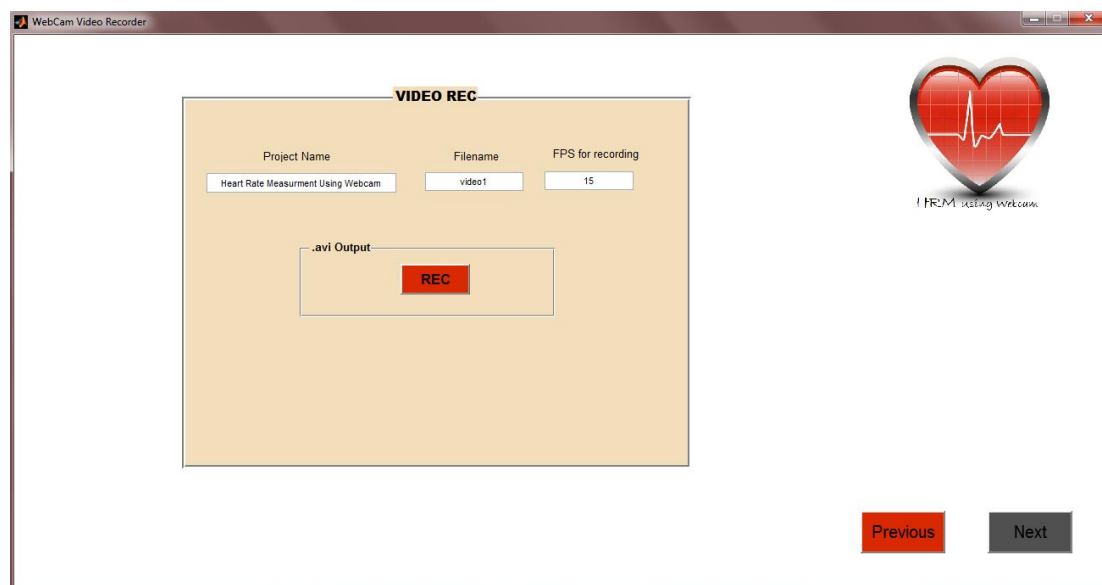 WebCam Video Recorder
VIDEO REC
Project Name
Filename
FPS for recording
Heart Rate Measurment Using Webcam
video1
15
.avi Output
REC
HRM using Webcam
Previous
Next